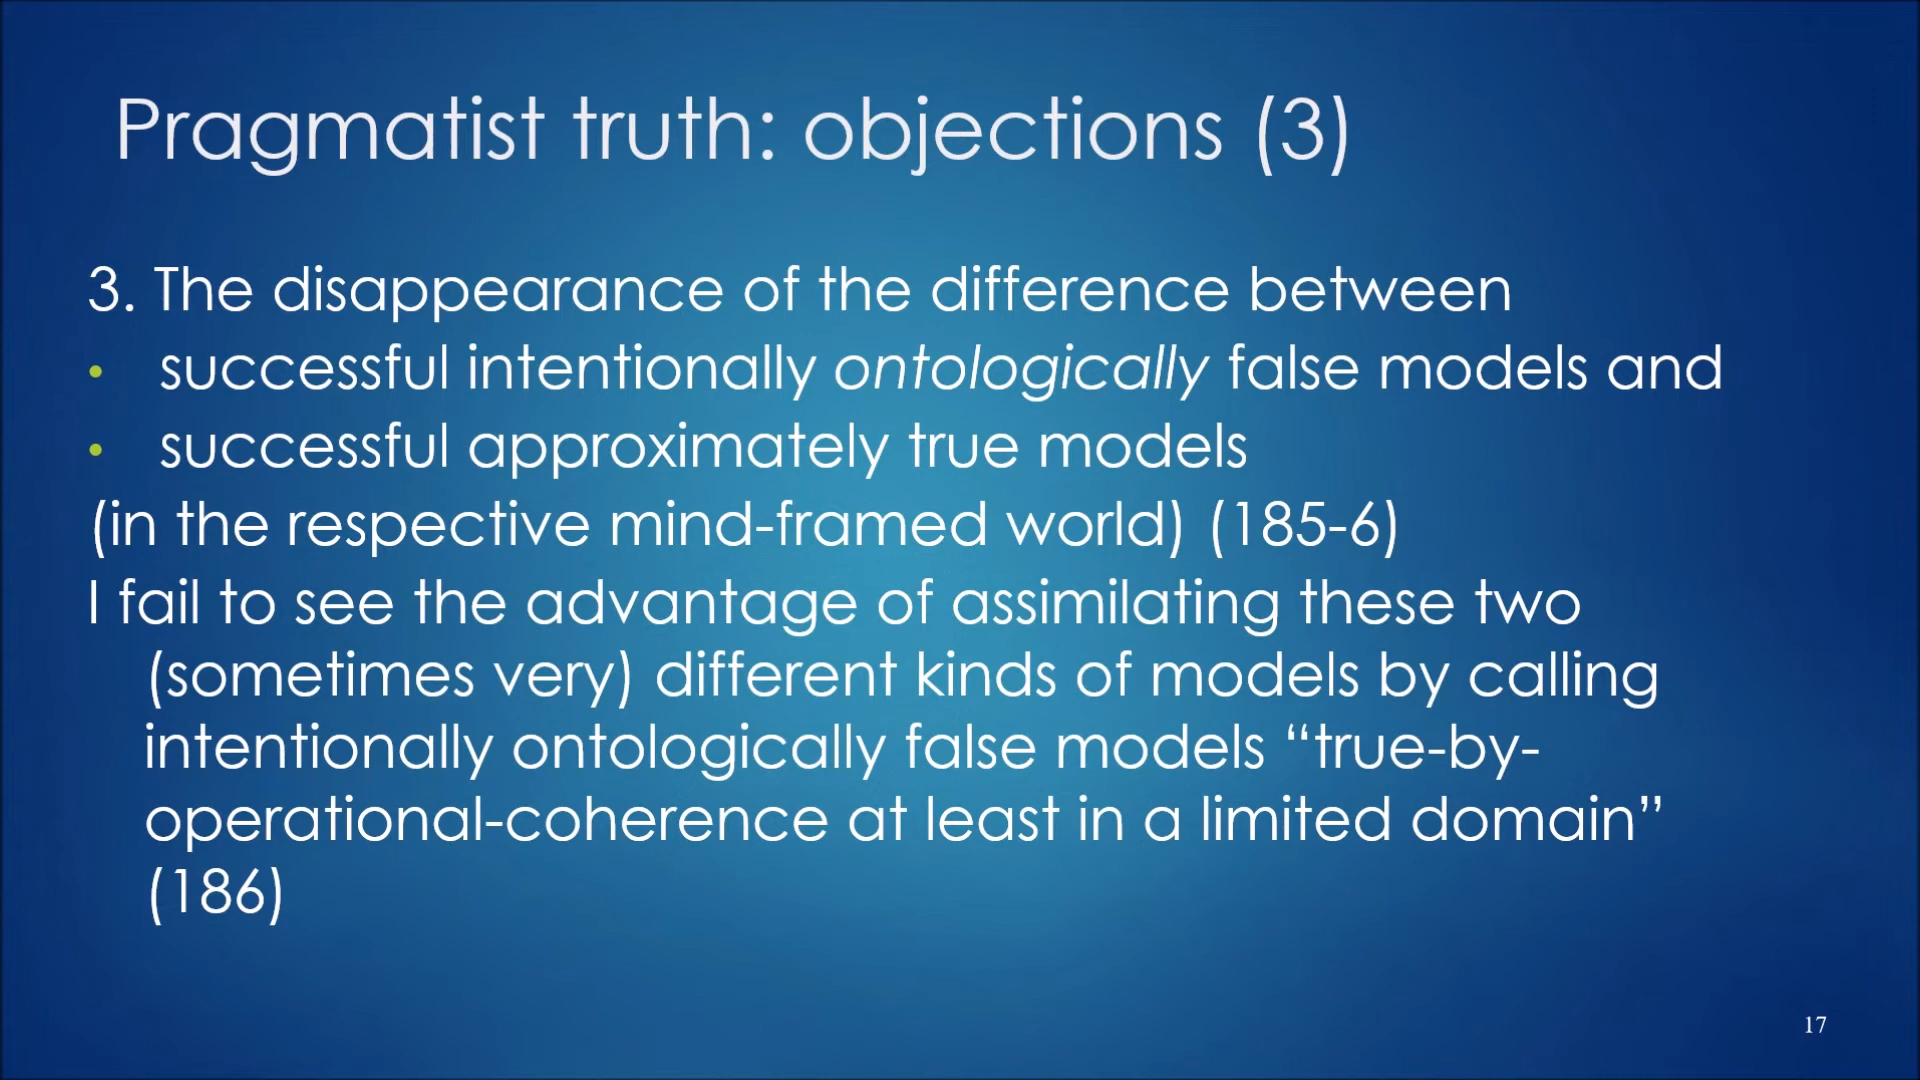 Pragmatist truth: objections (3)
3. The disappearance of the difference between
• successful intentionally ontologically false models and
• successful approximately true models
(in the respective mind-framed world) (185-6)
I fail to see the advantage of assimilating these two
(sometimes very) different kinds of models by calling
intentionally ontologically false models “true-by-
operational-coherence at least in a limited domain”
(186)
17